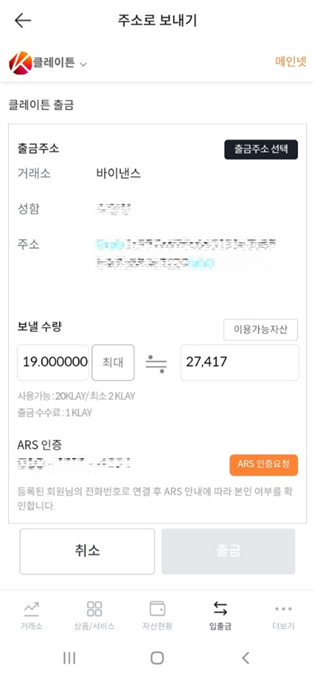 주소로 보내기
클레이튼
메인넷
클레이튼 출금
출금주소
출금주소 선택
거래소
바이낸스
성함
주소
보낼 수량
이용가능자산
19.000000
최대
27,417
사용가능 : 20KLAY/ 최소 2 KLAY
출금 수수료 : 1 KLAY
ARS 인증
ARS 인증요청
등록된 회원님의 전화번호로 연결 후 ARS 안내에 따라 본인 여부를 확
인합니다.
취소
출금
거래소
상품/서비스
자산현황
입출금
더보기